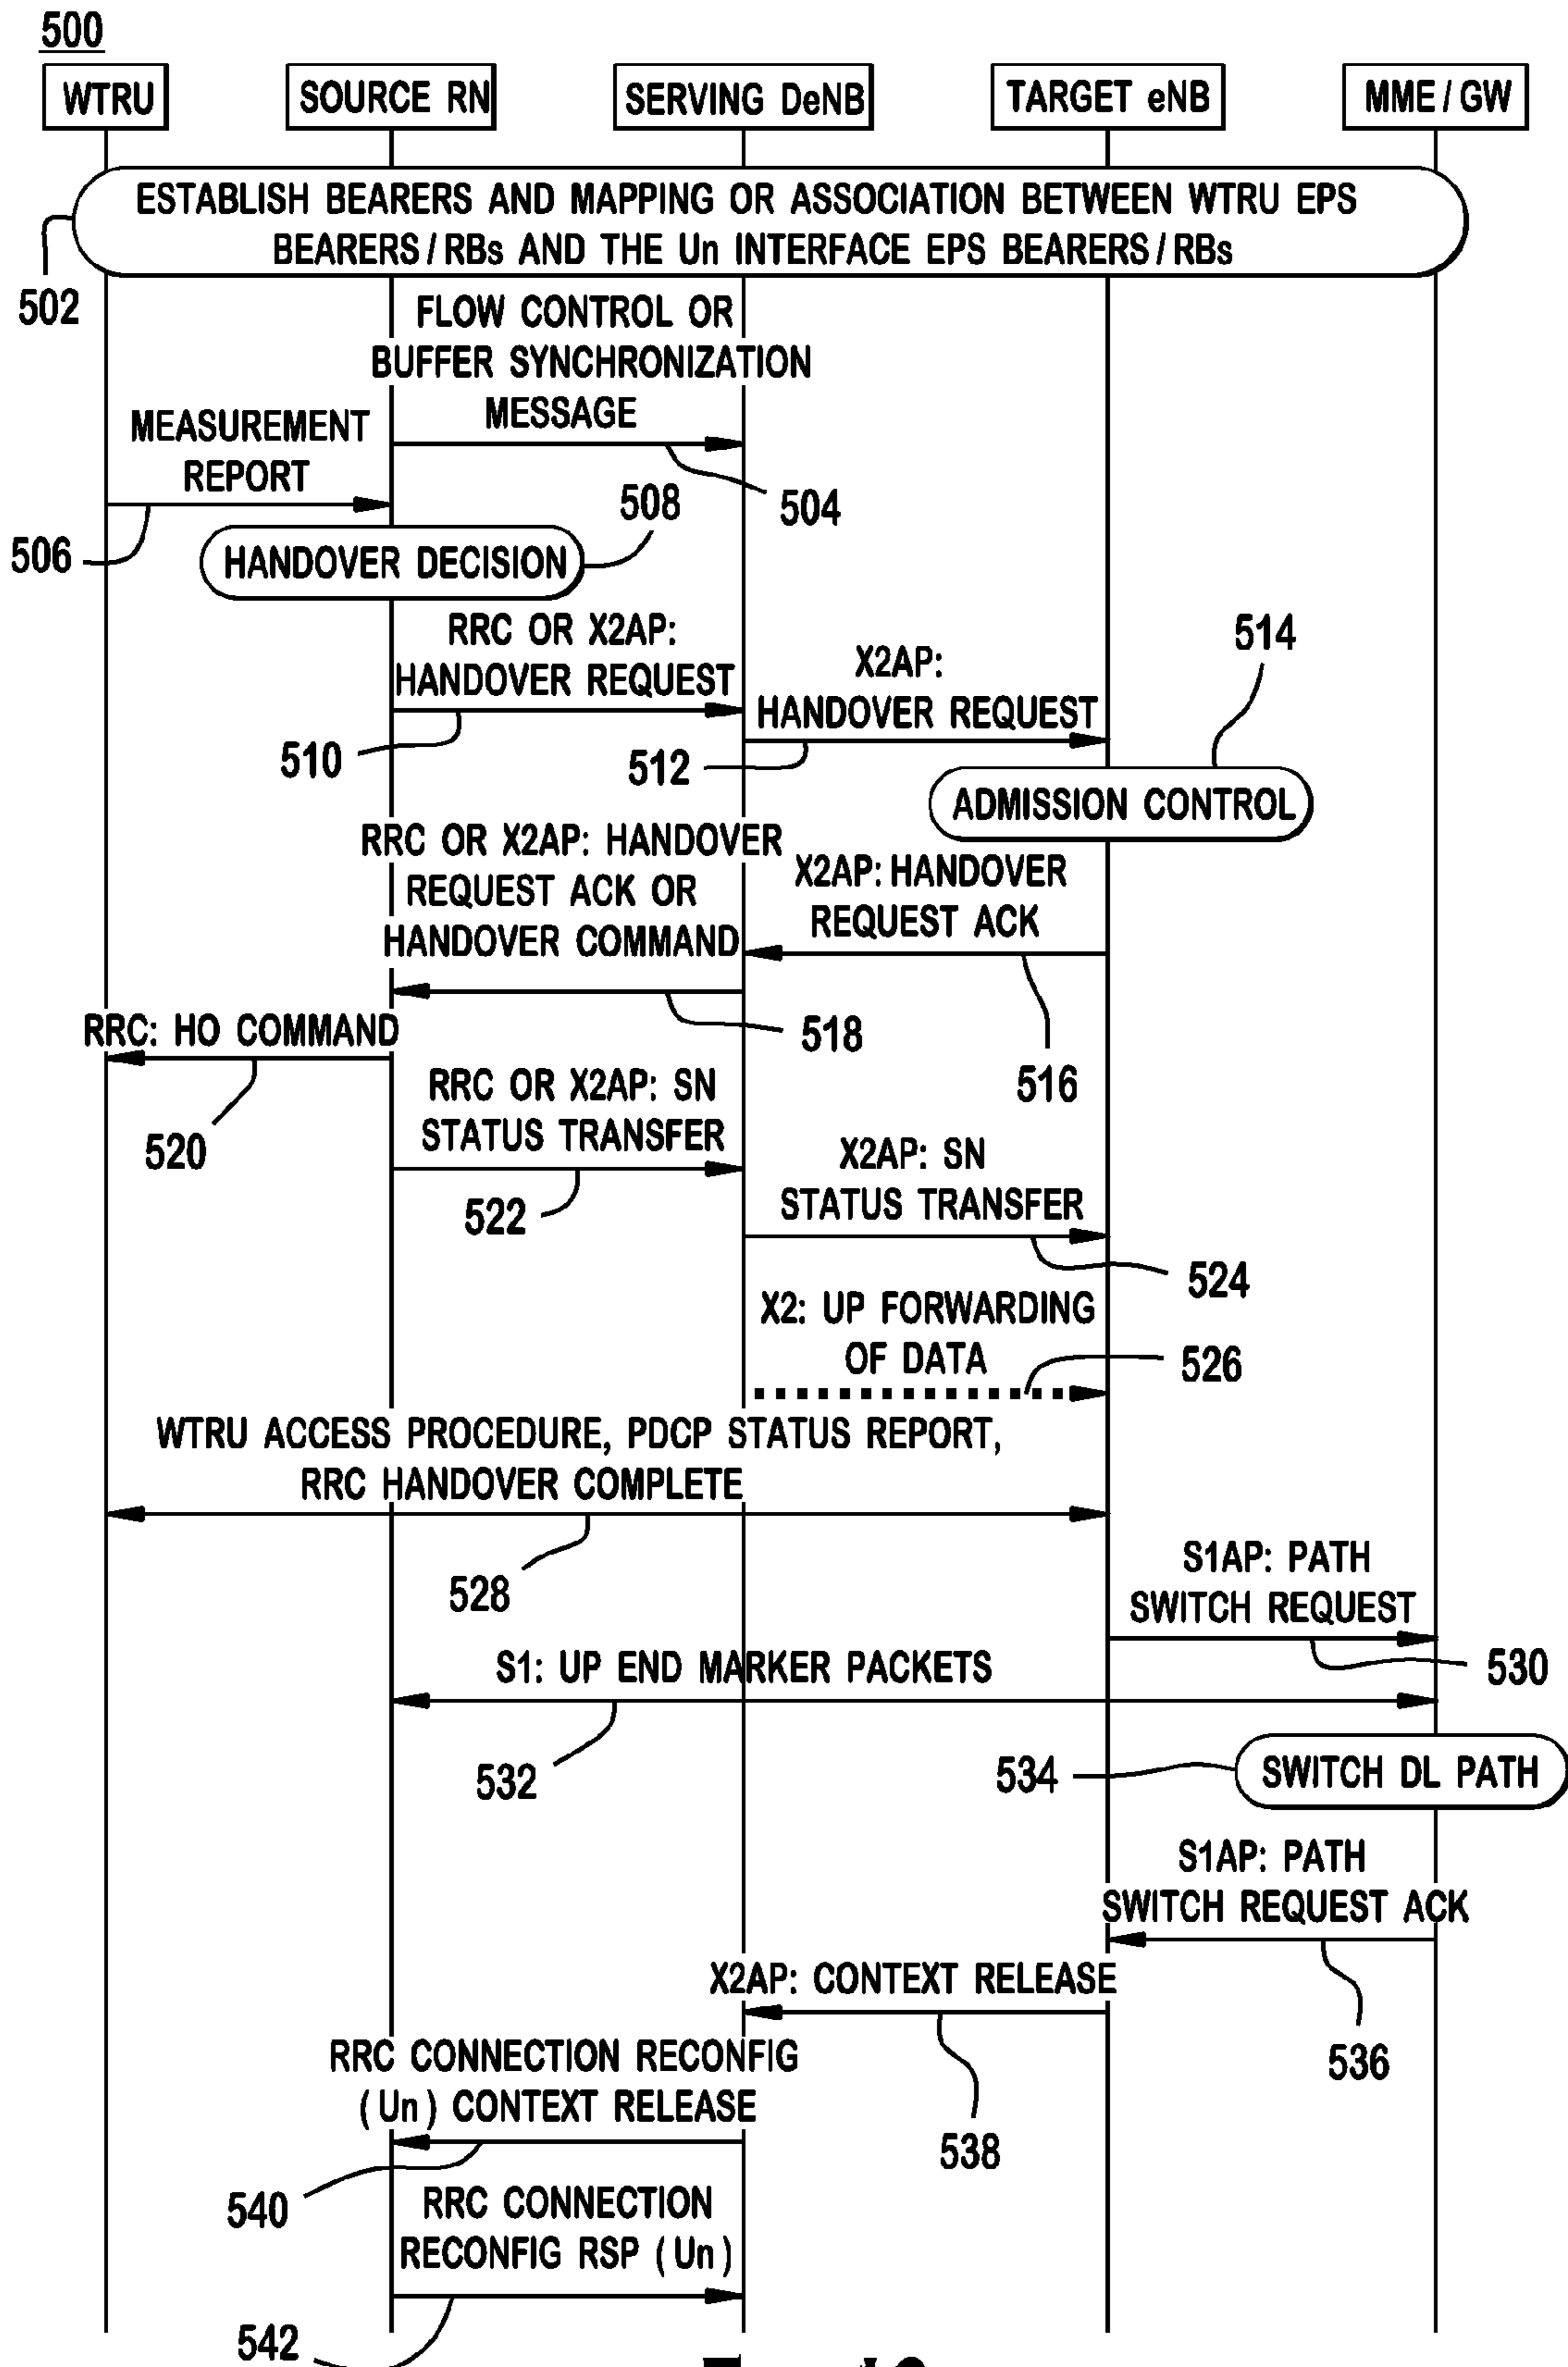 500
WTRU
SOURCE RN
SERVING DeNB
TARGET eNB
MME / GW
ESTABLISH BEARERS AND MAPPING OR ASSOCIATION BETWEEN WTRU EPS
BEARERS / RBs AND THE Un INTERFACE EPS BEARERS / RBs
502
FLOW CONTROL OR
BUFFER SYNCHRONIZATION
MESSAGE
504
MEASUREMENT
REPORT
506
HANDOVER DECISION
508
RRC OR X2AP:
HANDOVER REQUEST
510
X2AP:
HANDOVER REQUEST
512
514
ADMISSION CONTROL
X2AP: HANDOVER
REQUEST ACK
516
RRC OR X2AP: HANDOVER
REQUEST ACK OR
HANDOVER COMMAND
518
RRC: HO COMMAND
520
RRC OR X2AP: SN
STATUS TRANSFER
522
X2AP: SN
STATUS TRANSFER
524
X2: UP FORWARDING
OF DATA
526
WTRU ACCESS PROCEDURE, PDCP STATUS REPORT,
RRC HANDOVER COMPLETE
528
S1AP: PATH
SWITCH REQUEST
530
S1: UP END MARKER PACKETS
532
534
SWITCH DL PATH
S1AP: PATH
SWITCH REQUEST ACK
536
X2AP: CONTEXT RELEASE
538
RRC CONNECTION RECONFIG
( Un ) CONTEXT RELEASE
540
RRC CONNECTION
RECONFIG RSP ( Un )
542